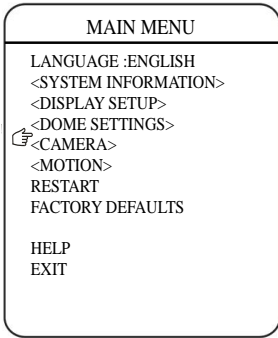 MAIN MENU
LANGUAGE :ENGLISH
<SYSTEM INFORMATION>
<DISPLAY SETUP>
<DOME SETTINGS>
<CAMERA>
<MOTION>
RESTART
FACTORY DEFAULTS
HELP
EXIT